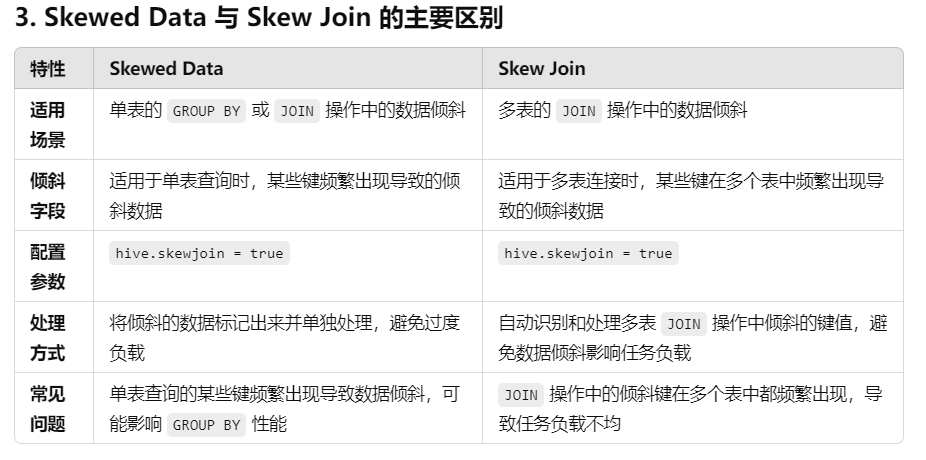 3. Skewed Data 与 Skew Join 的主要区别
特性 Skewed Data Skew Join
适用 单表的 GROUP BY 或 JOIN 操作中的数据倾斜 多表的 JOIN 操作中的数据倾斜
场景
倾斜 适用于单表查询时，某些键频繁出现导致的倾 适用于多表连接时，某些键在多个表中频繁出现导
字段 斜数据 致的倾斜数据
配置 hive.skewjoin = true hive.skewjoin = true
参数
处理 将倾斜的数据标记出来并单独处理，避免过度 自动识别和处理多表 JOIN 操作中倾斜的键值，避
方式 负载 免数据倾斜影响任务负载
常见 单表查询的某些键频繁出现导致数据倾斜，可 JOIN 操作中的倾斜键在多个表中都频繁出现，导
问题 能影响 GROUP BY 性能 致任务负载不均